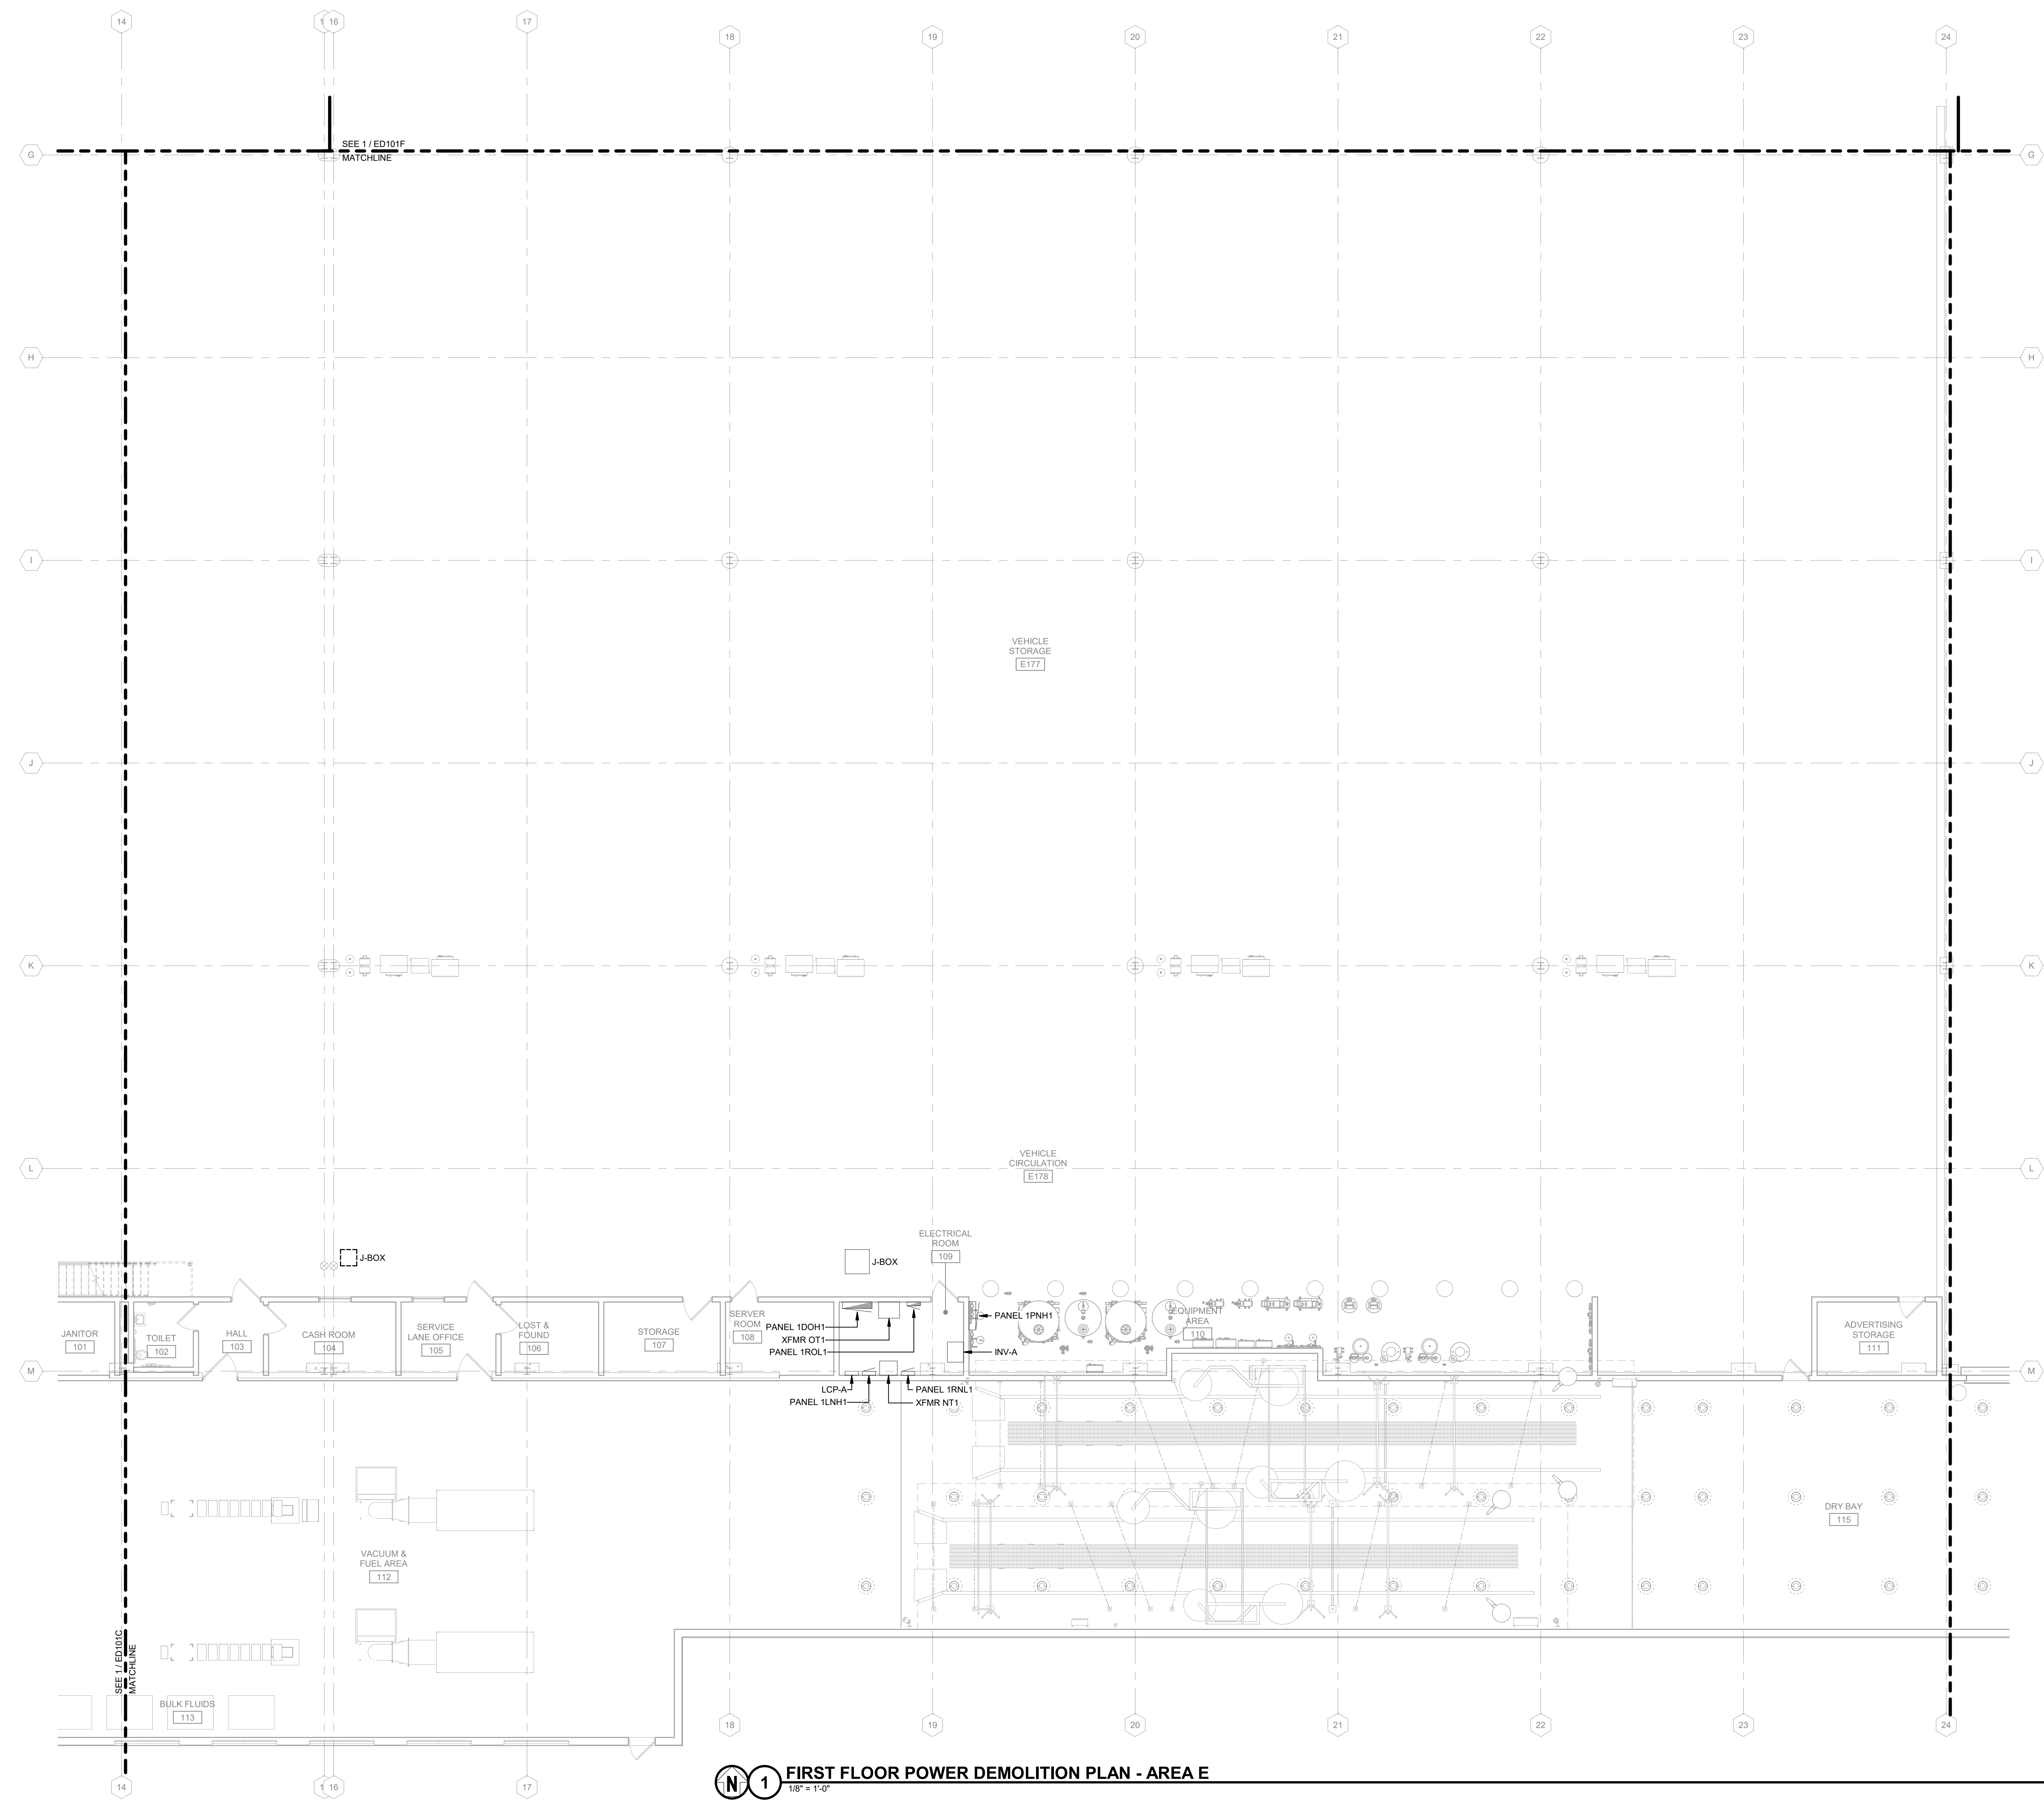 14
16
17
18
19
20
21
22
23
24
SEE 1 / ED101F
MATCHLINE
G
G
H
H
I
I
VEHICLE
STORAGE
E177
J
J
K
K
VEHICLE
CIRCULATION
E178
L
L
ELECTRICAL
ROOM
109
J-BOX
J-BOX
JANITOR
101
TOILET
102
HALL
103
CASH ROOM
104
SERVICE
LANE OFFICE
105
LOST &
FOUND
106
STORAGE
107
SERVER
ROOM
108
PANEL 1DOH1
XFMR OT1
PANEL 1ROL1
PANEL 1PNH1
INV-A
EQUIPMENT
AREA
110
ADVERTISING
STORAGE
111
M
M
LCP-A
PANEL 1LNH1
PANEL 1RNL1
XFMR NT1
DRY BAY
115
VACUUM &
FUEL AREA
112
SEE 1 / ED101C
MATCHLINE
BULK FLUIDS
113
18
19
20
21
22
23
24
14
16
17
N
1
FIRST FLOOR POWER DEMOLITION PLAN - AREA E
1/8" = 1'-0"